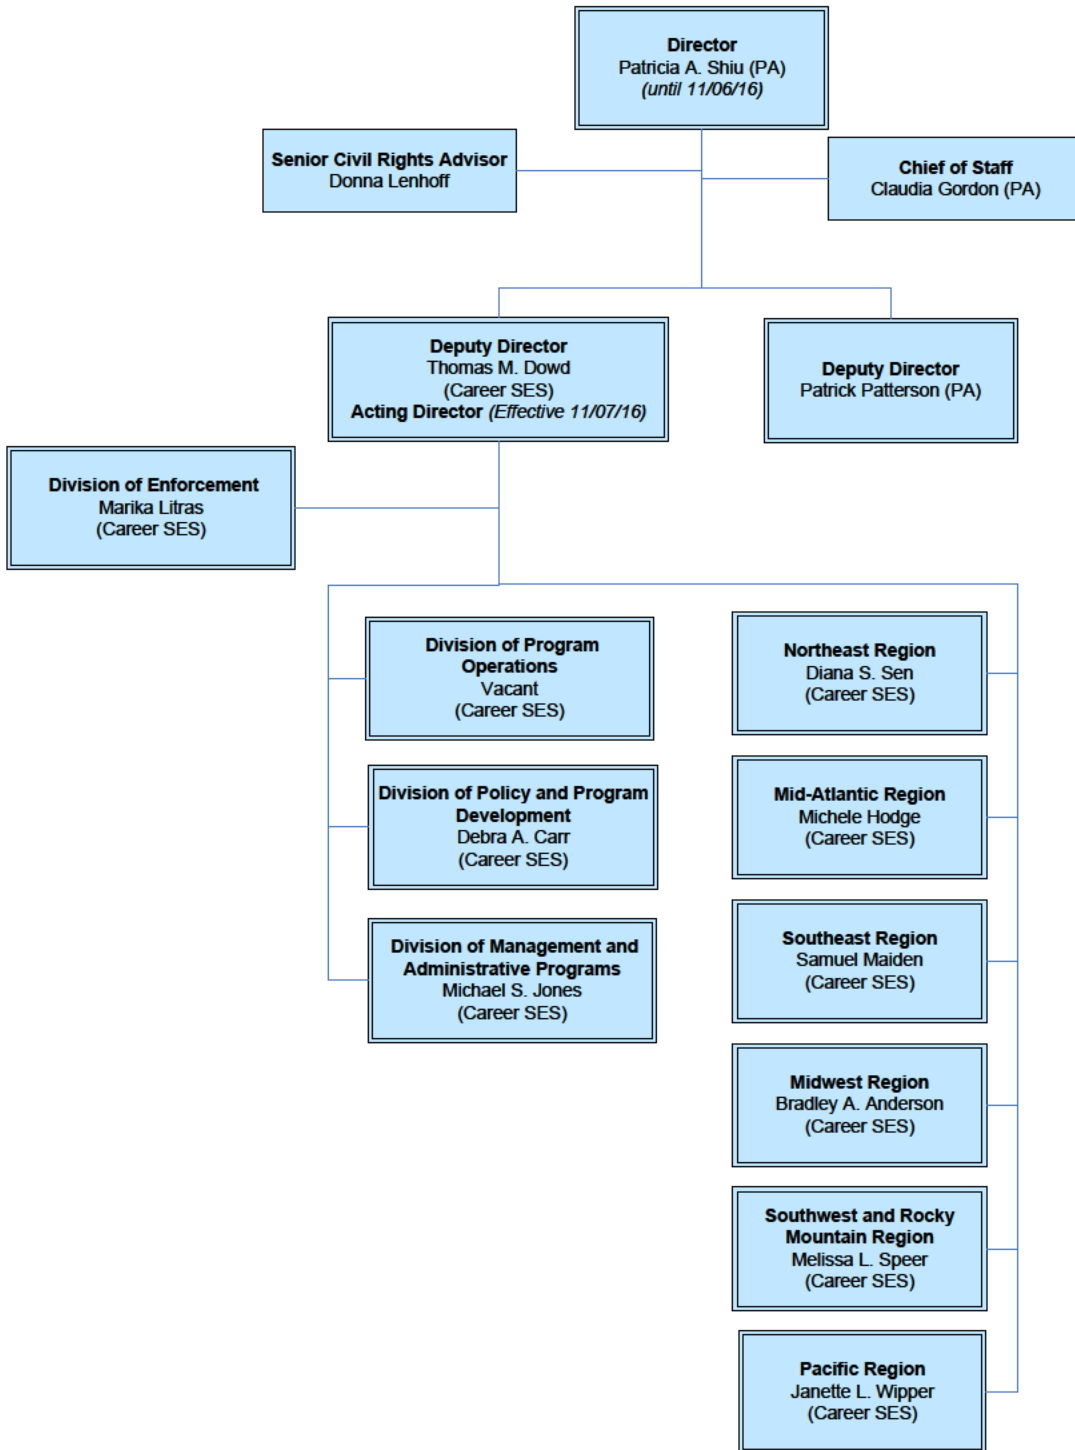 Director
Patricia A. Shiu (PA)
(until 11/06/16)
Senior Civil Rights Advisor
Donna Lenhoff
Chief of Staff
Claudia Gordon (PA)
Deputy Director
Thomas M. Dowd
(Career SES)
Acting Director (Effective 11/07/16)
Deputy Director
Patrick Patterson (PA)
Division of Enforcement
Marika Litras
(Career SES)
Division of Program
Operations
Vacant
(Career SES)
Division of Policy and Program
Development
Debra A. Carr
(Career SES)
Division of Management and
Administrative Programs
Michael S. Jones
(Career SES)
Northeast Region
Diana S. Sen
(Career SES)
Mid-Atlantic Region
Michele Hodge
(Career SES)
Southeast Region
Samuel Maiden
(Career SES)
Midwest Region
Bradley A. Anderson
(Career SES)
Southwest and Rocky
Mountain Region
Melissa L. Speer
(Career SES)
Pacific Region
Janette L. Wipper
(Career SES)